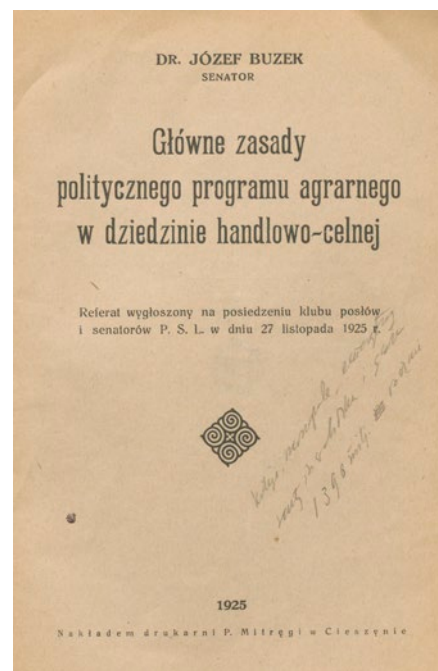 DR. JÓZEF BUZEK
SENATOR
Główne zasady
politycznego programu agrarnego
w dziedzinie handlowo-celnej
Referat wygłoszony na posiedzeniu klubu posłów
i senatorów P. S. L. w dniu 27 listopada 1925 r.
1925
Nakładem drukarni P. Mitręgi w Cieszynie